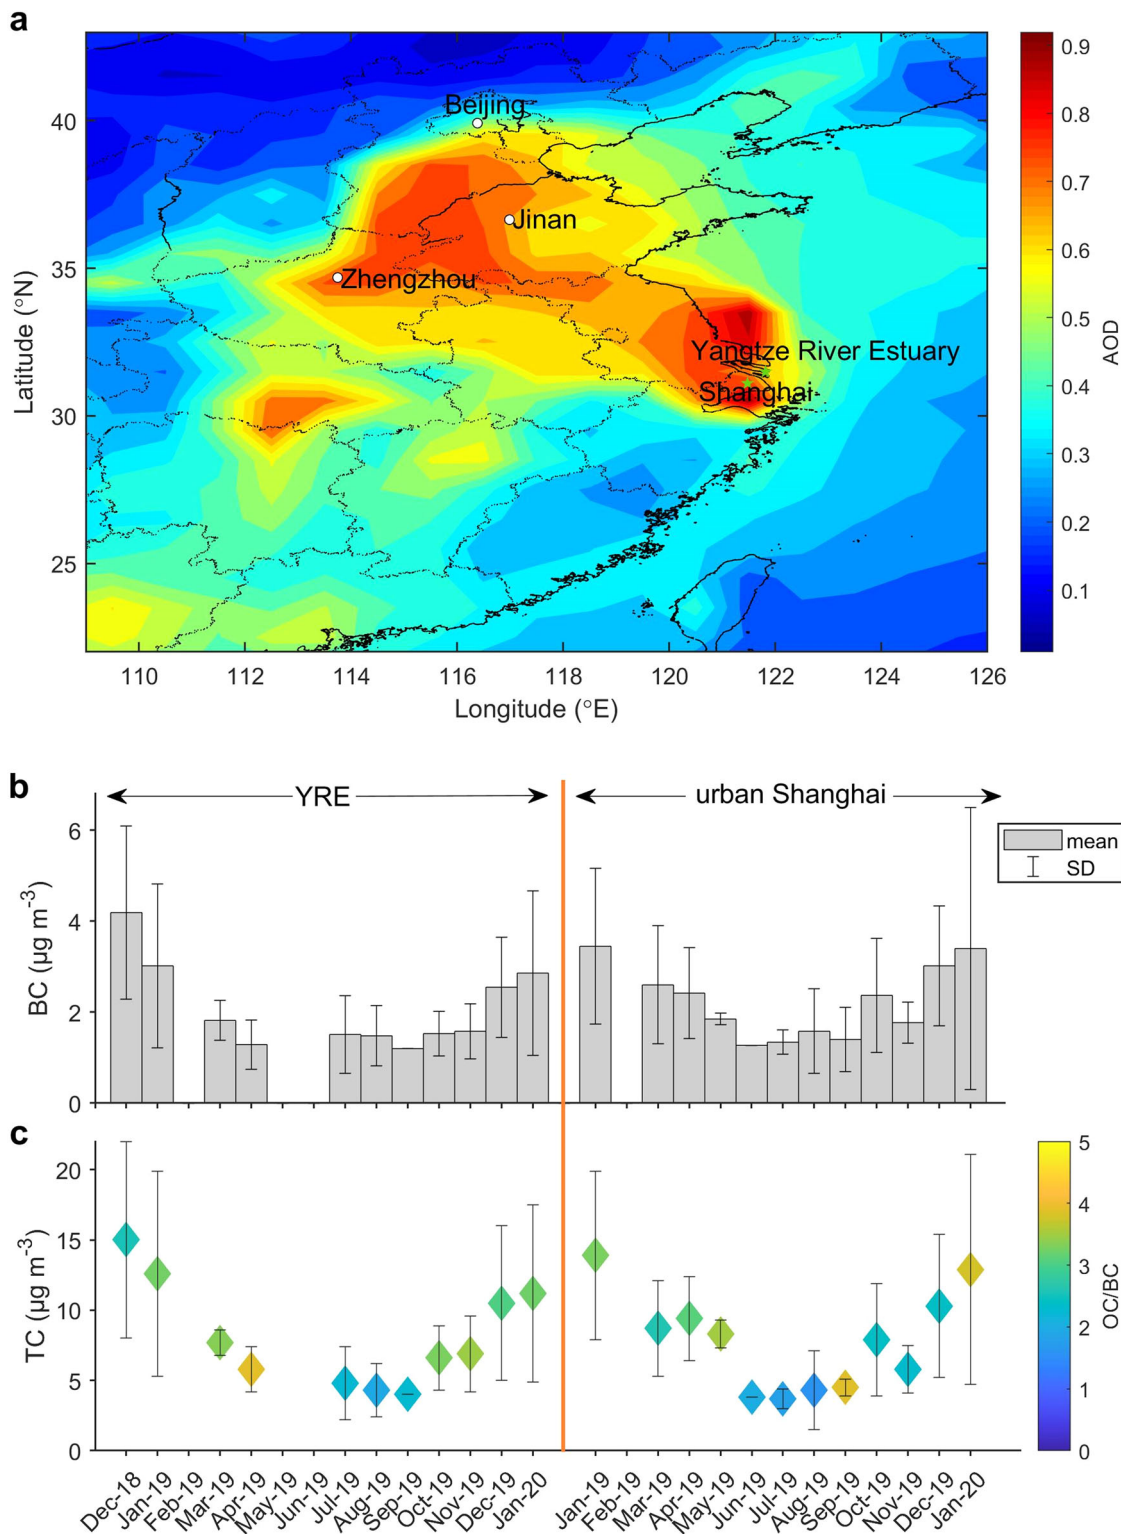 a
Beijing
Jinan
Zhengzhou
Yangtze River Estuary
Shanghai
40
35
30
25
Latitude (°N)
110 112 114 116 118 120 122 124 126
Longitude (°E)
0.9
0.8
0.7
0.6
0.5
0.4
0.3
0.2
0.1
AOD
b
YRE urban Shanghai
mean
SD
6
4
2
0
BC (µg m-3)
c
20
15
10
5
0
TC (µg m-3)
5
4
3
2
1
0
OC/BC
Dec-18 Jan-19 Feb-19 Mar-19 Apr-19 May-19 Jun-19 Jul-19 Aug-19 Sep-19 Oct-19 Nov-19 Dec-19 Jan-20 Jan-19 Feb-19 Mar-19 Apr-19 May-19 Jun-19 Jul-19 Aug-19 Sep-19 Oct-19 Nov-19 Dec-19 Jan-20